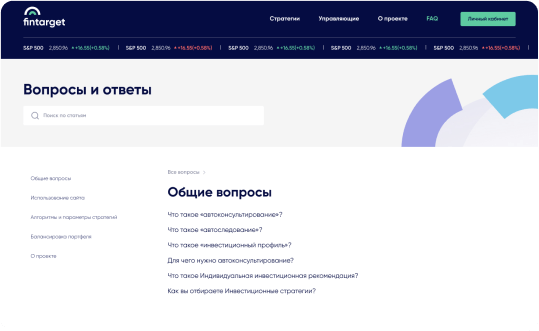 fintarget
Стратегии Управляющие О проекте FAQ Личный кабинет
S&P 500 2,850.96 +16,55(+0.58%) S&P 500 2,850.96 +16,55(+0.58%) S&P 500 2,850.96 +16,55(+0.58%) S&P 500 2,850.96 +16,55(+0.58%) S&P 500 2,850.96 +16,55(+0.58%)
Вопросы и ответы
Поиск по статьям
Все вопросы
Общие вопросы
Использование сайта
Алгоритмы и параметры стратегий
Балансировка портфеля
О проекте
Общие вопросы
Что такое «автоконсультирование»?
Что такое «автоследование»?
Что такое «инвестиционный профиль»?
Для чего нужно автоконсультирование?
Что такое Индивидуальная инвестиционная рекомендация?
Как вы отбираете Инвестиционные стратегии?